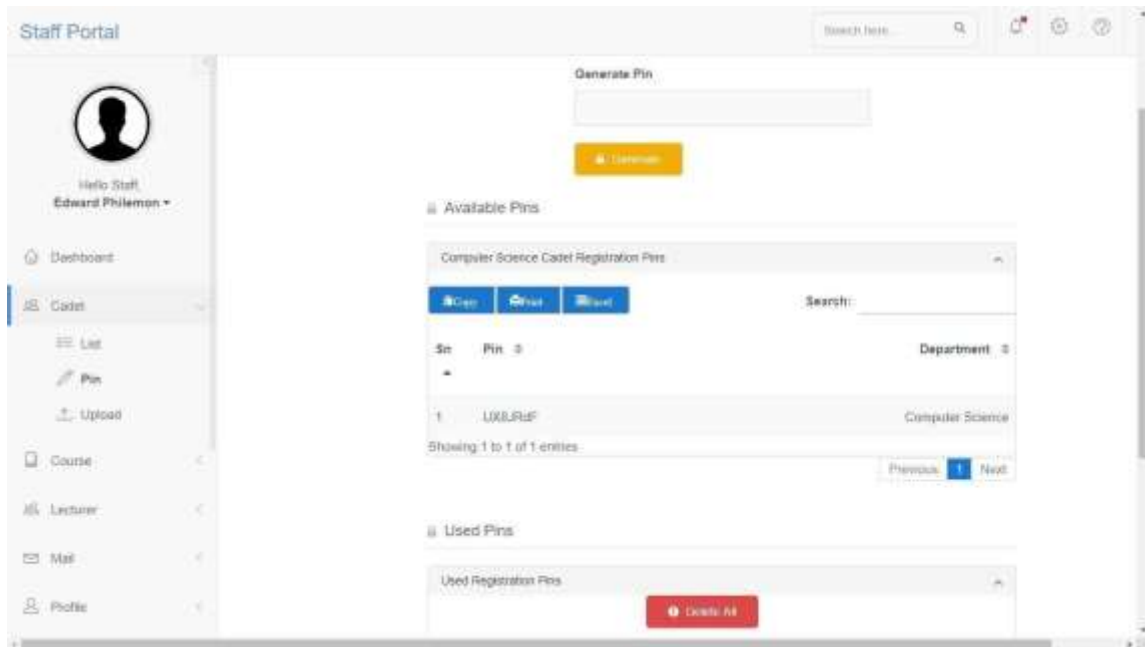 Staff Portal
Search here...
Hello Staff,
Edward Philemon
Dashboard
Cadet
List
Pin
Upload
Course
Lecturer
Mail
Profile
Generate Pin
Generate
Available Pins
Computer Science Cadet Registration Pins
Copy Print Excel
Search:
Sn Pin Department
1 Computer Science
Showing 1 to 1 of 1 entries
Previous 1 Next
Used Pins
Used Registration Pins
Delete All